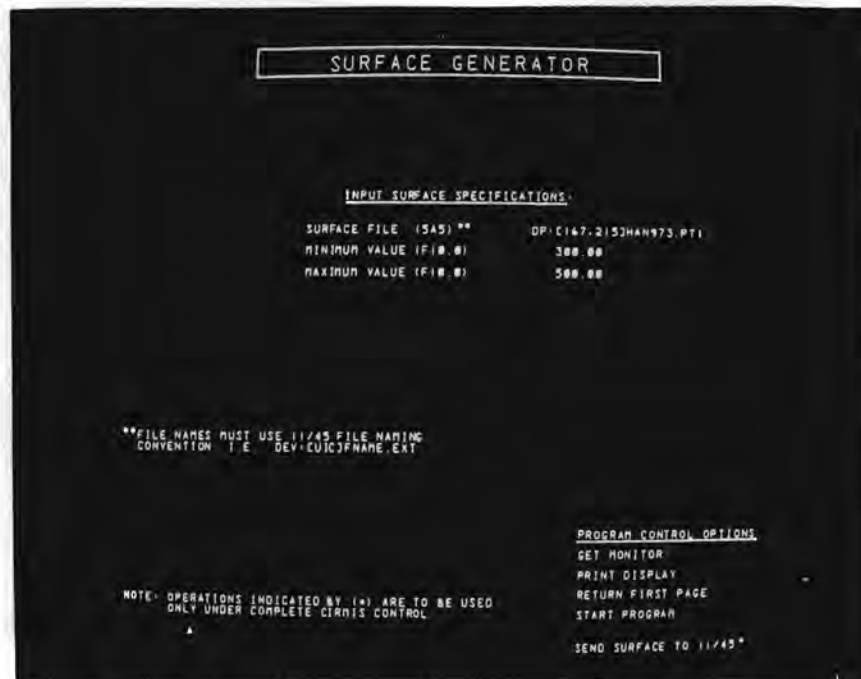 SURFACE GENERATOR
INPUT SURFACE SPECIFICATIONS:
SURFACE FILE (5A5) ** DP:[167,215]HAN973.PT1
MINIMUM VALUE (F10.0) 300.00
MAXIMUM VALUE (F10.0) 500.00
**FILE NAMES MUST USE 11/45 FILE NAMING
CONVENTION I E DEV:[UIC]FNAME.EXT
PROGRAM CONTROL OPTIONS
GET MONITOR
PRINT DISPLAY
RETURN FIRST PAGE
START PROGRAM
NOTE: OPERATIONS INDICATED BY (*) ARE TO BE USED
ONLY UNDER COMPLETE CIRMIS CONTROL
SEND SURFACE TO 11/45*